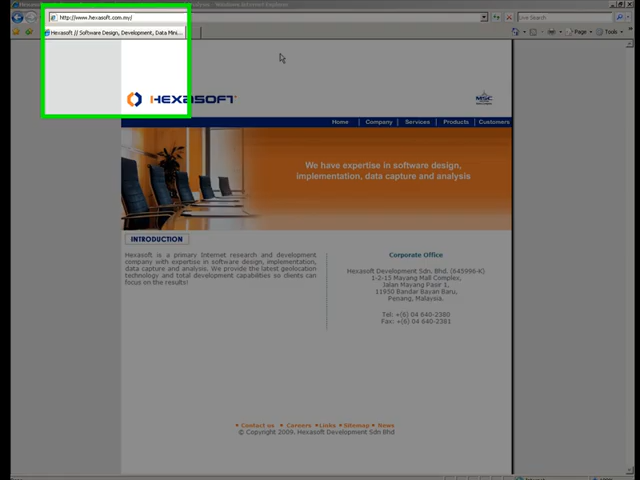 http://www.hexasoft.com.my/
Live Search
Hexasoft // Software Design, Development, Data Mini...
Page
Tools
HEXASOFT
MSC
Home | Company | Services | Products | Customers
We have expertise in software design,
implementation, data capture and analysis
INTRODUCTION
Hexasoft is a primary Internet research and development
company with expertise in software design, implementation,
data capture and analysis. We provide the latest geolocation
technology and total development capabilities so clients can
focus on the results!
Corporate Office
Hexasoft Development Sdn. Bhd. (645996-K)
1-2-15 Mayang Mall Complex,
Jalan Mayang Pasir 1,
11950 Bandar Bayan Baru,
Penang, Malaysia.
Tel: +(6) 04 640-2380
Fax: +(6) 04 640-2381
Contact us • Careers • Links • Sitemap • News
© Copyright 2009. Hexasoft Development Sdn Bhd